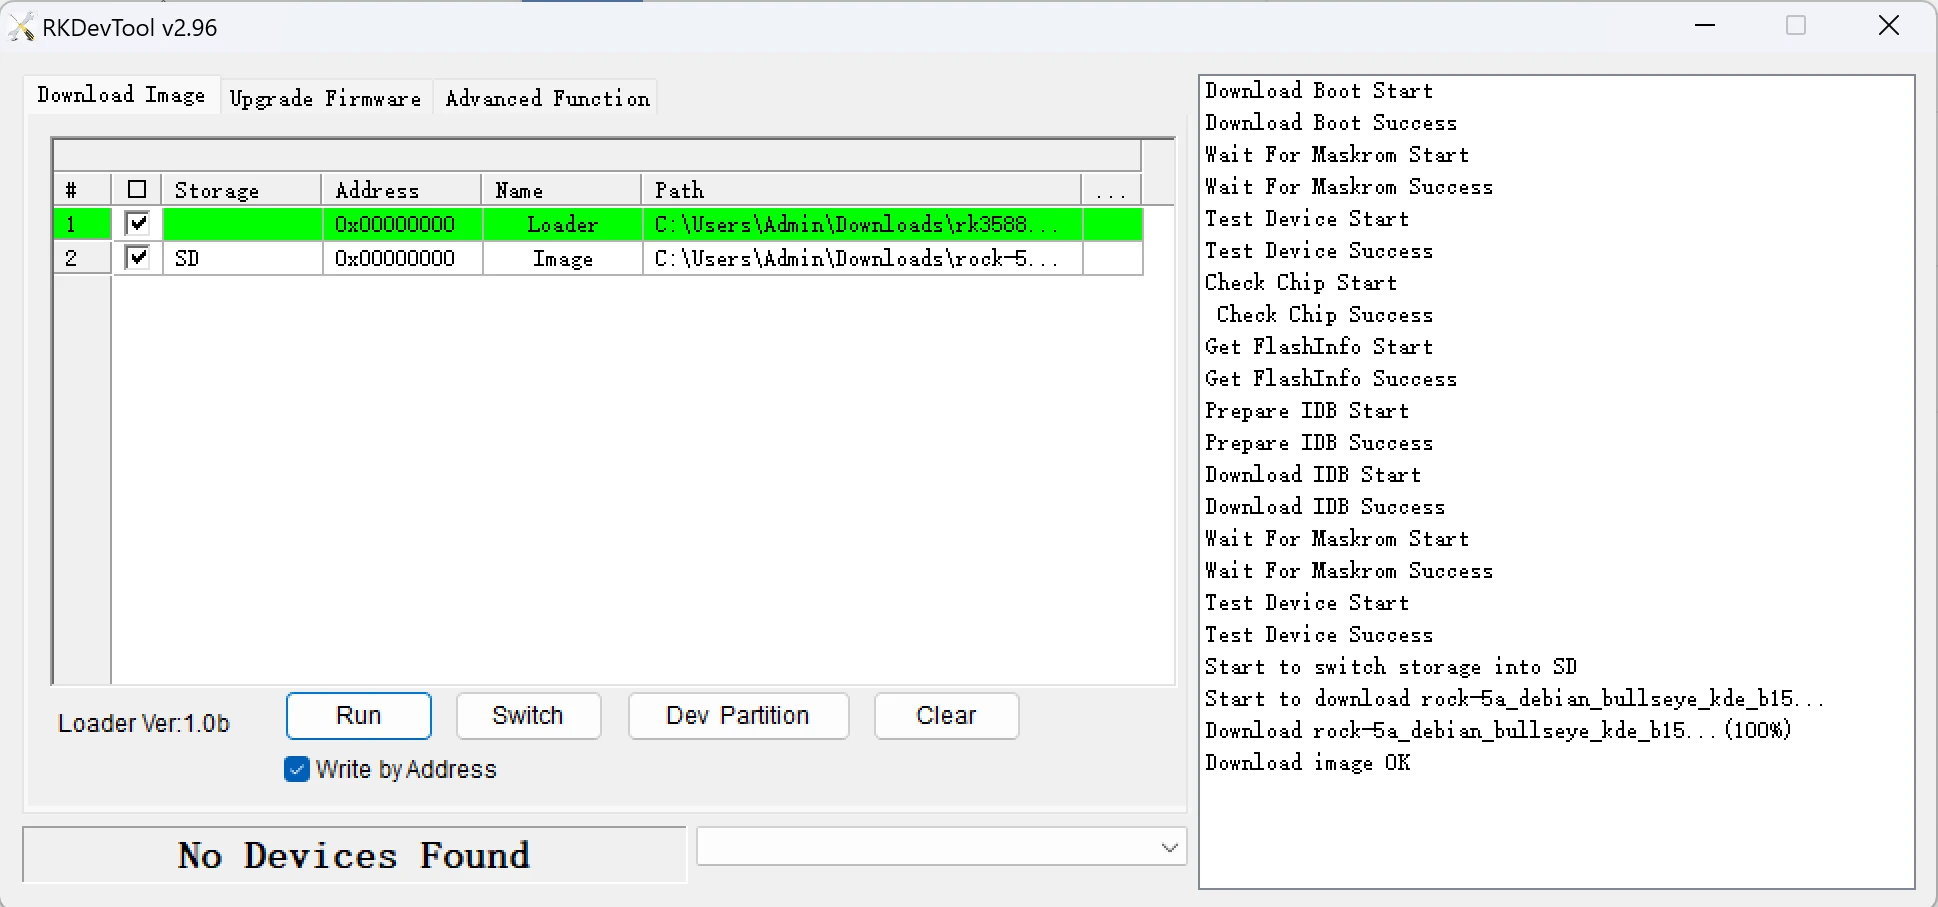 RKDevTool v2.96
Download Image Upgrade Firmware Advanced Function
# Storage Address Name Path ...
1 0x00000000 Loader C:\Users\Admin\Downloads\rk3588...
2 SD 0x00000000 Image C:\Users\Admin\Downloads\rock-5...
Loader Ver:1.0b Run Switch Dev Partition Clear
Write by Address
No Devices Found
Download Boot Start
Download Boot Success
Wait For Maskrom Start
Wait For Maskrom Success
Test Device Start
Test Device Success
Check Chip Start
Check Chip Success
Get FlashInfo Start
Get FlashInfo Success
Prepare IDB Start
Prepare IDB Success
Download IDB Start
Download IDB Success
Wait For Maskrom Start
Wait For Maskrom Success
Test Device Start
Test Device Success
Start to switch storage into SD
Start to download rock-5a_debian_bullseye_kde_b15...
Download rock-5a_debian_bullseye_kde_b15...(100%)
Download image OK